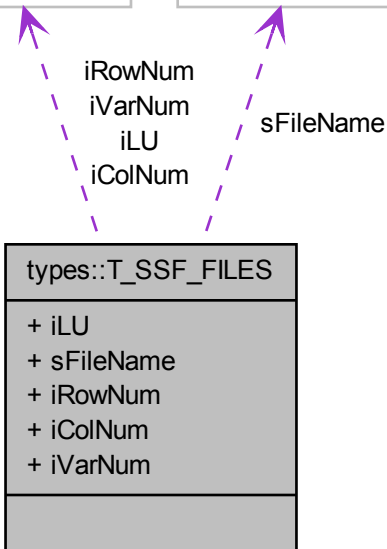 iRowNum
iVarNum
iLU
iColNum
sFileName
types::T_SSF_FILES
+ iLU
+ sFileName
+ iRowNum
+ iColNum
+ iVarNum